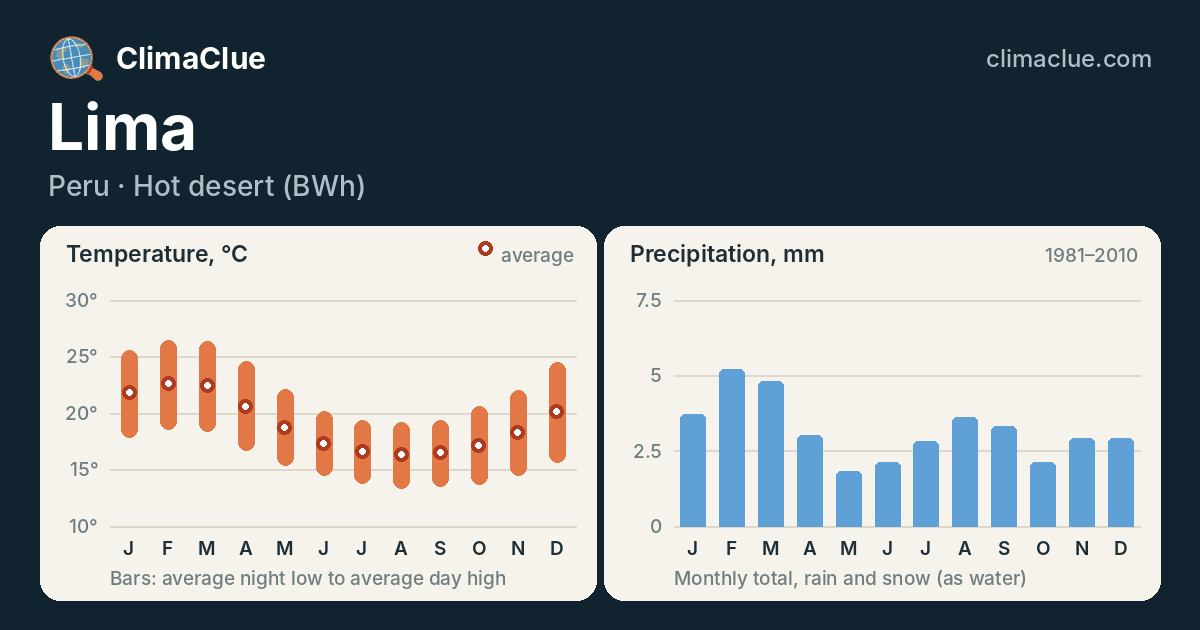 ClimaClue
climaclue.com
Lima
Peru · Hot desert (BWh)
Temperature, °C
average
30°
25°
20°
15°
10°
J F M A M J J A S O N D
Bars: average night low to average day high
Precipitation, mm
1981–2010
7.5
5
2.5
0
J F M A M J J A S O N D
Monthly total, rain and snow (as water)